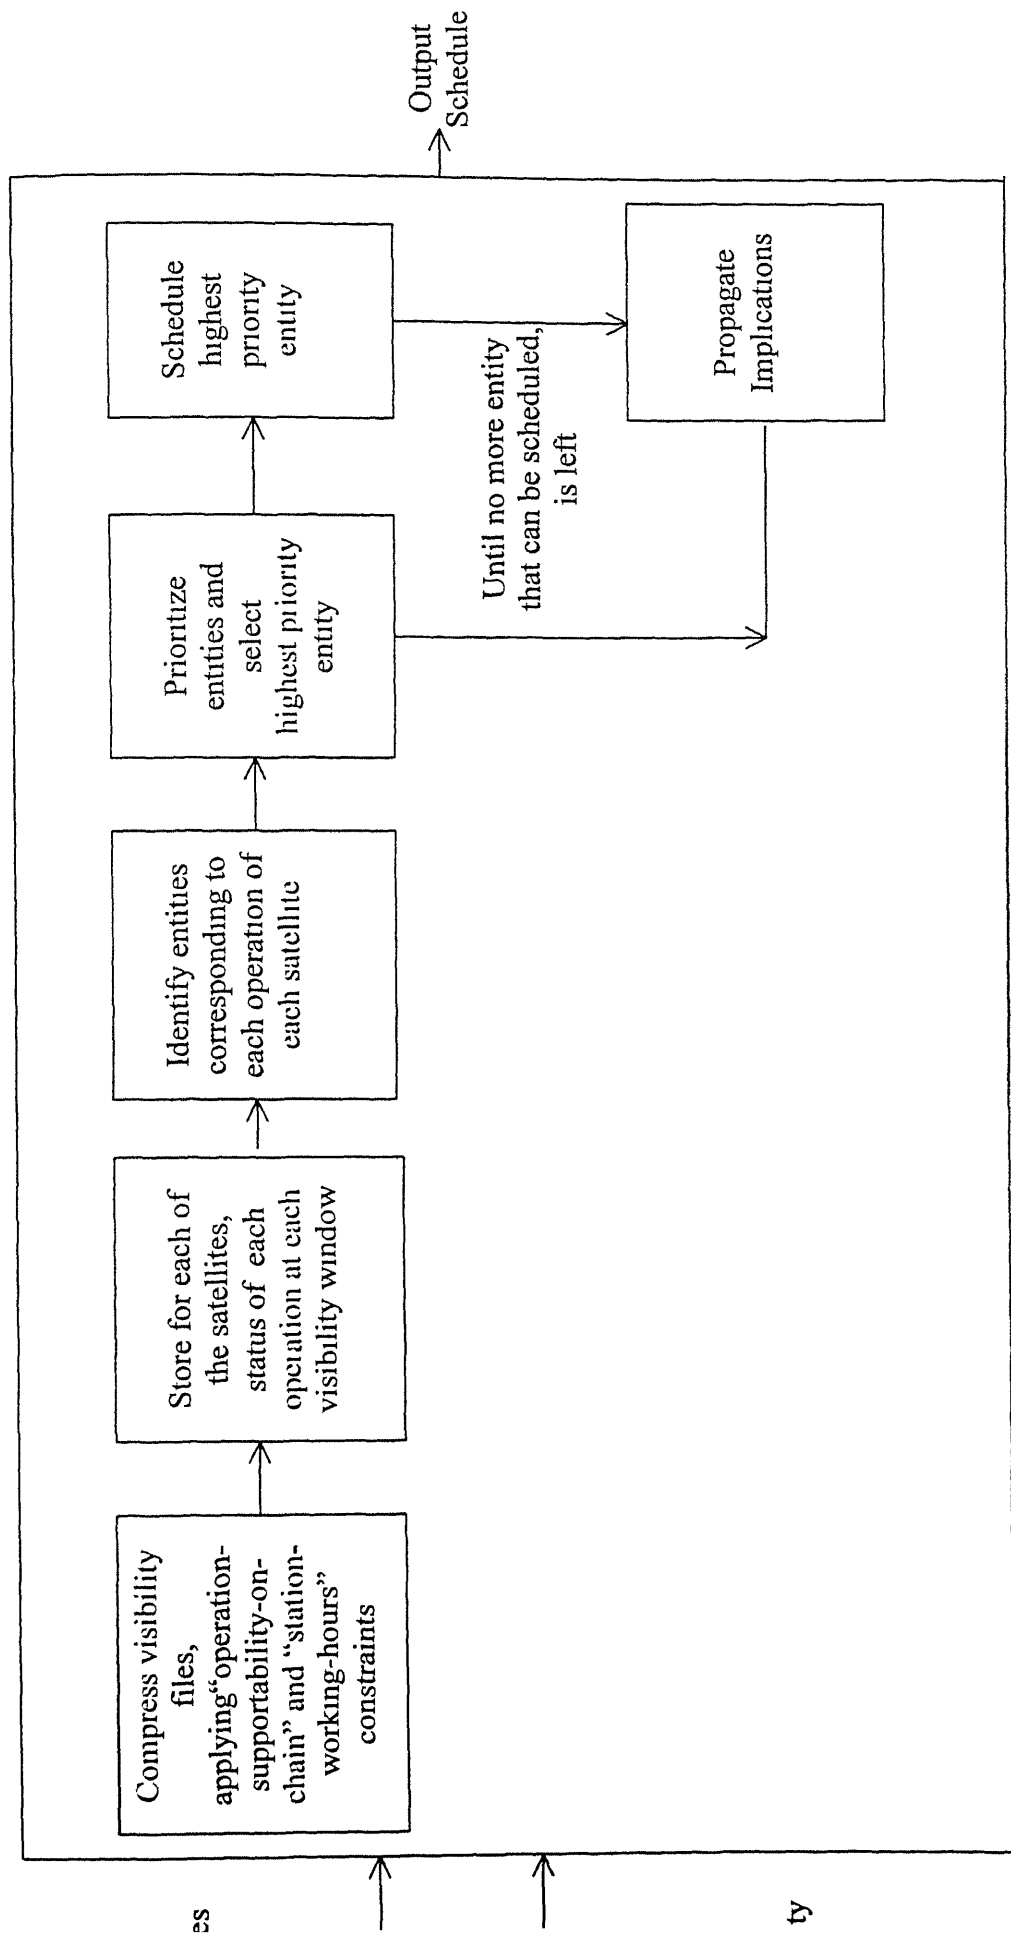 es
ty
Compress visibility
files,
applying“operation-
supportability-on-
chain” and “station-
working-hours”
constraints
Store for each of
the satellites,
status of each
operation at each
visibility window
Identify entities
corresponding to
each operation of
each satellite
Prioritize
entities and
select
highest priority
entity
Schedule
highest
priority
entity
Until no more entity
that can be scheduled,
is left
Propagate
Implications
Output
Schedule